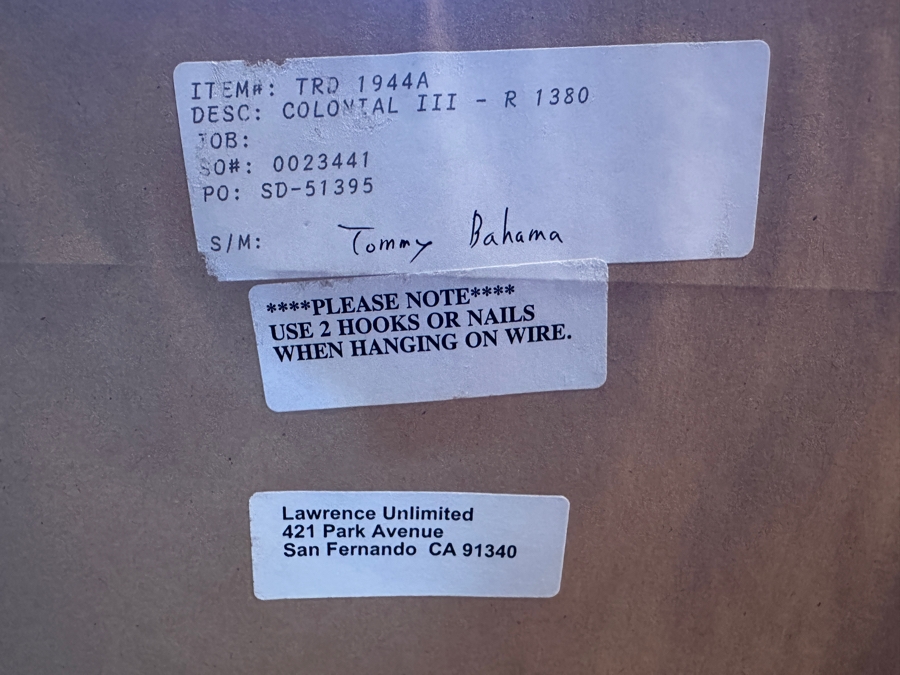 ITEM#: TRD 1944A
DESC: COLONIAL III - R 1380
JOB:
SO#: 0023441
PO: SD-51395
S/M: Tommy Bahama
****PLEASE NOTE****
USE 2 HOOKS OR NAILS
WHEN HANGING ON WIRE.
Lawrence Unlimited
421 Park Avenue
San Fernando CA 91340